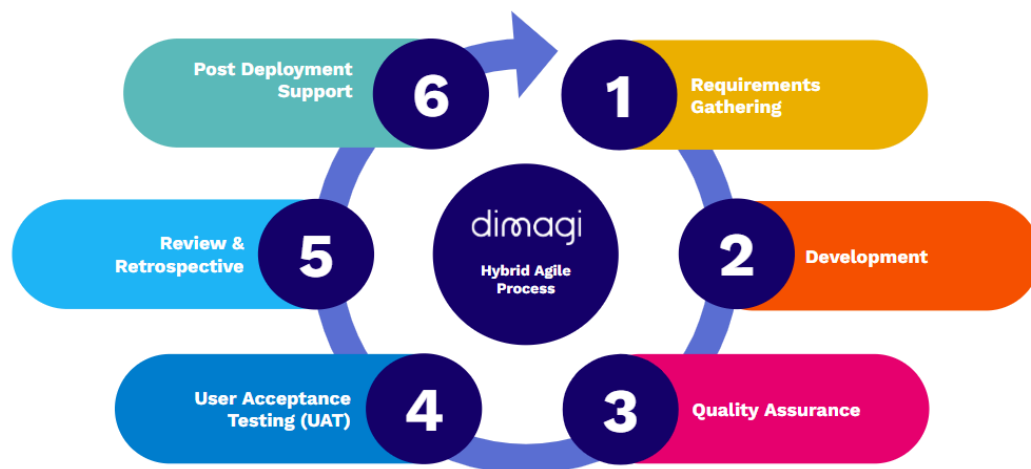 1
Requirements
Gathering
2
Development
3
Quality Assurance
4
User Acceptance
Testing (UAT)
5
Review &
Retrospective
6
Post Deployment
Support
dimagi
Hybrid Agile
Process